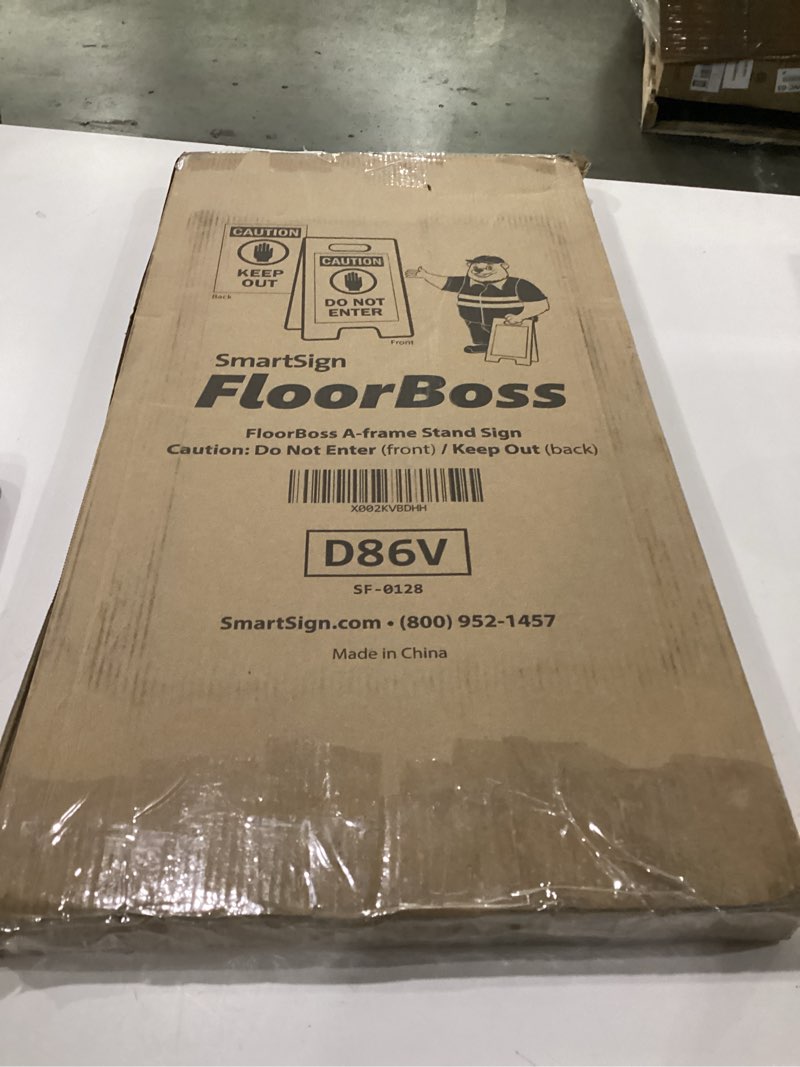 CAUTION
KEEP
OUT
Back
CAUTION
DO NOT
ENTER
Front
SmartSign
FloorBoss
FloorBoss A-frame Stand Sign
Caution: Do Not Enter (front) / Keep Out (back)
X002KVBDHH
D86V
SF-0128
SmartSign.com • (800) 952-1457
Made in China